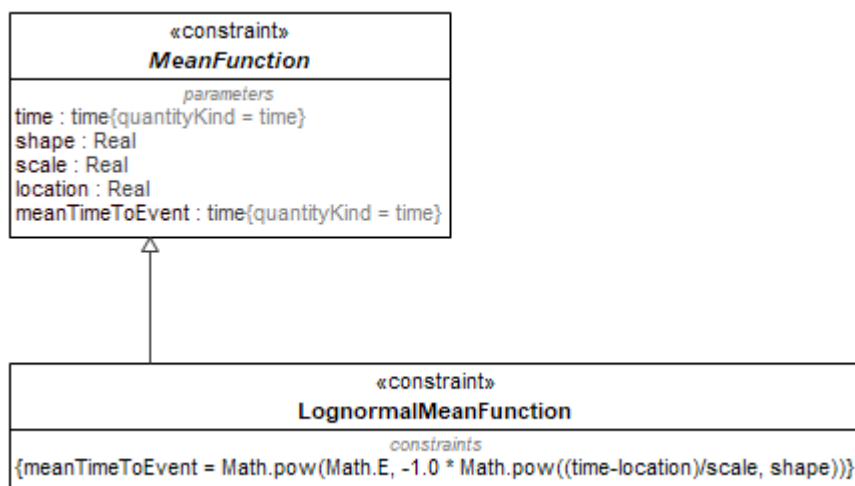 «constraint»
MeanFunction
parameters
time : time{quantityKind = time}
shape : Real
scale : Real
location : Real
meanTimeToEvent : time{quantityKind = time}
«constraint»
LognormalMeanFunction
constraints
{meanTimeToEvent = Math.pow(Math.E, -1.0 * Math.pow((time-location)/scale, shape))}